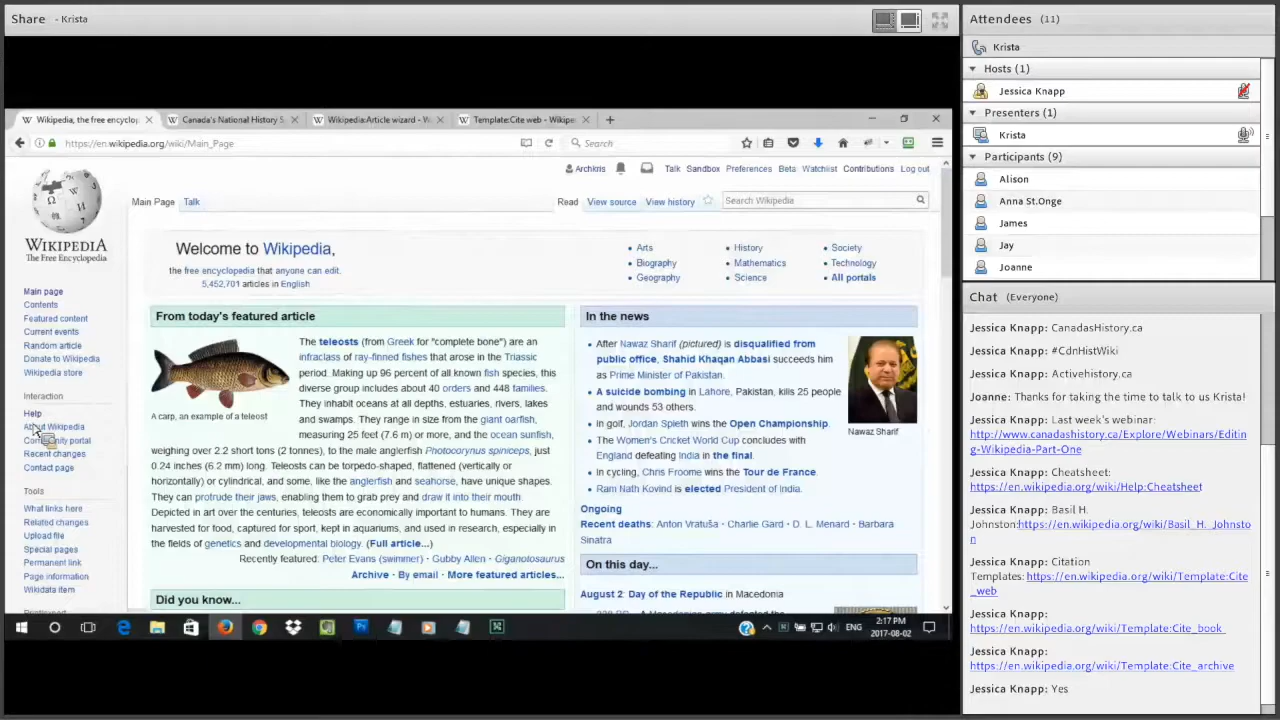 Share - Krista
Wikipedia, the free encyclop
Canada's National History S
Wikipedia:Article wizard - W
Template:Cite web - Wikipe
https://en.wikipedia.org/wiki/Main_Page
Search
Archkris Talk Sandbox Preferences Beta Watchlist Contributions Log out
Main Page Talk
Read View source View history Search Wikipedia
WIKIPEDIA
The Free Encyclopedia
Main page
Contents
Featured content
Current events
Random article
Donate to Wikipedia
Wikipedia store
Interaction
Help
About Wikipedia
Community portal
Recent changes
Contact page
Tools
What links here
Related changes
Upload file
Special pages
Permanent link
Page information
Wikidata item
Print/export
Welcome to Wikipedia,
the free encyclopedia that anyone can edit.
5,452,701 articles in English
Arts
Biography
Geography
History
Mathematics
Science
Society
Technology
All portals
From today's featured article
The teleosts (from Greek for "complete bone") are an
infraclass of ray-finned fishes that arose in the Triassic
period. Making up 96 percent of all known fish species, this
diverse group includes about 40 orders and 448 families.
They inhabit oceans at all depths, estuaries, rivers, lakes
and swamps. They range in size from the giant oarfish,
measuring 25 feet (7.6 m) or more, and the ocean sunfish,
weighing over 2.2 short tons (2 tonnes), to the male anglerfish Photocorynus spiniceps, just
0.24 inches (6.2 mm) long. Teleosts can be torpedo-shaped, flattened (vertically or
horizontally) or cylindrical, and some, like the anglerfish and seahorse, have unique shapes.
They can protrude their jaws, enabling them to grab prey and draw it into their mouth
Depicted in art over the centuries, teleosts are economically important to humans. They are
harvested for food, captured for sport, kept in aquariums, and used in research, especially in
the fields of genetics and developmental biology. (Full article...)
A carp, an example of a teleost
Recently featured: Peter Evans (swimmer) · Gubby Allen · Giganotosaurus
Archive · By email · More featured articles...
Did you know...
In the news
After Nawaz Sharif (pictured) is disqualified from
public office, Shahid Khaqan Abbasi succeeds him
as Prime Minister of Pakistan.
A suicide bombing in Lahore, Pakistan, kills 25 people
and wounds 53 others.
In golf, Jordan Spieth wins the Open Championship.
The Women's Cricket World Cup concludes with
England defeating India in the final.
In cycling, Chris Froome wins the Tour de France.
Ram Nath Kovind is elected President of India.
Nawaz Sharif
Ongoing
Recent deaths: Anton Vratuša · Charlie Gard · D. L. Menard · Barbara
Sinatra
On this day...
August 2: Day of the Republic in Macedonia
ENG
2:17 PM
2017-08-02
Attendees (11)
Krista
Hosts (1)
Jessica Knapp
Presenters (1)
Krista
Participants (9)
Alison
Anna St.Onge
James
Jay
Joanne
Chat (Everyone)
Jessica Knapp: CanadasHistory.ca
Jessica Knapp: #CdnHistWiki
Jessica Knapp: Activehistory.ca
Joanna: Thanks for taking the time to talk to us Krista!
Jessica Knapp: Last week's webinar:
http://www.canadashistory.ca/Explore/Webinars/Editin
g-Wikipedia-Part-One
Jessica Knapp: Cheatsheet:
https://en.wikipedia.org/wiki/Help:Cheatsheet
Jessica Knapp: Basil H.
Johnston:https://en.wikipedia.org/wiki/Basil_H._Johnsto
n
Jessica Knapp: Citation
Templates: https://en.wikipedia.org/wiki/Template:Cite
_web
Jessica Knapp:
https://en.wikipedia.org/wiki/Template:Cite_book
Jessica Knapp:
https://en.wikipedia.org/wiki/Template:Cite_archive
Jessica Knapp: Yes